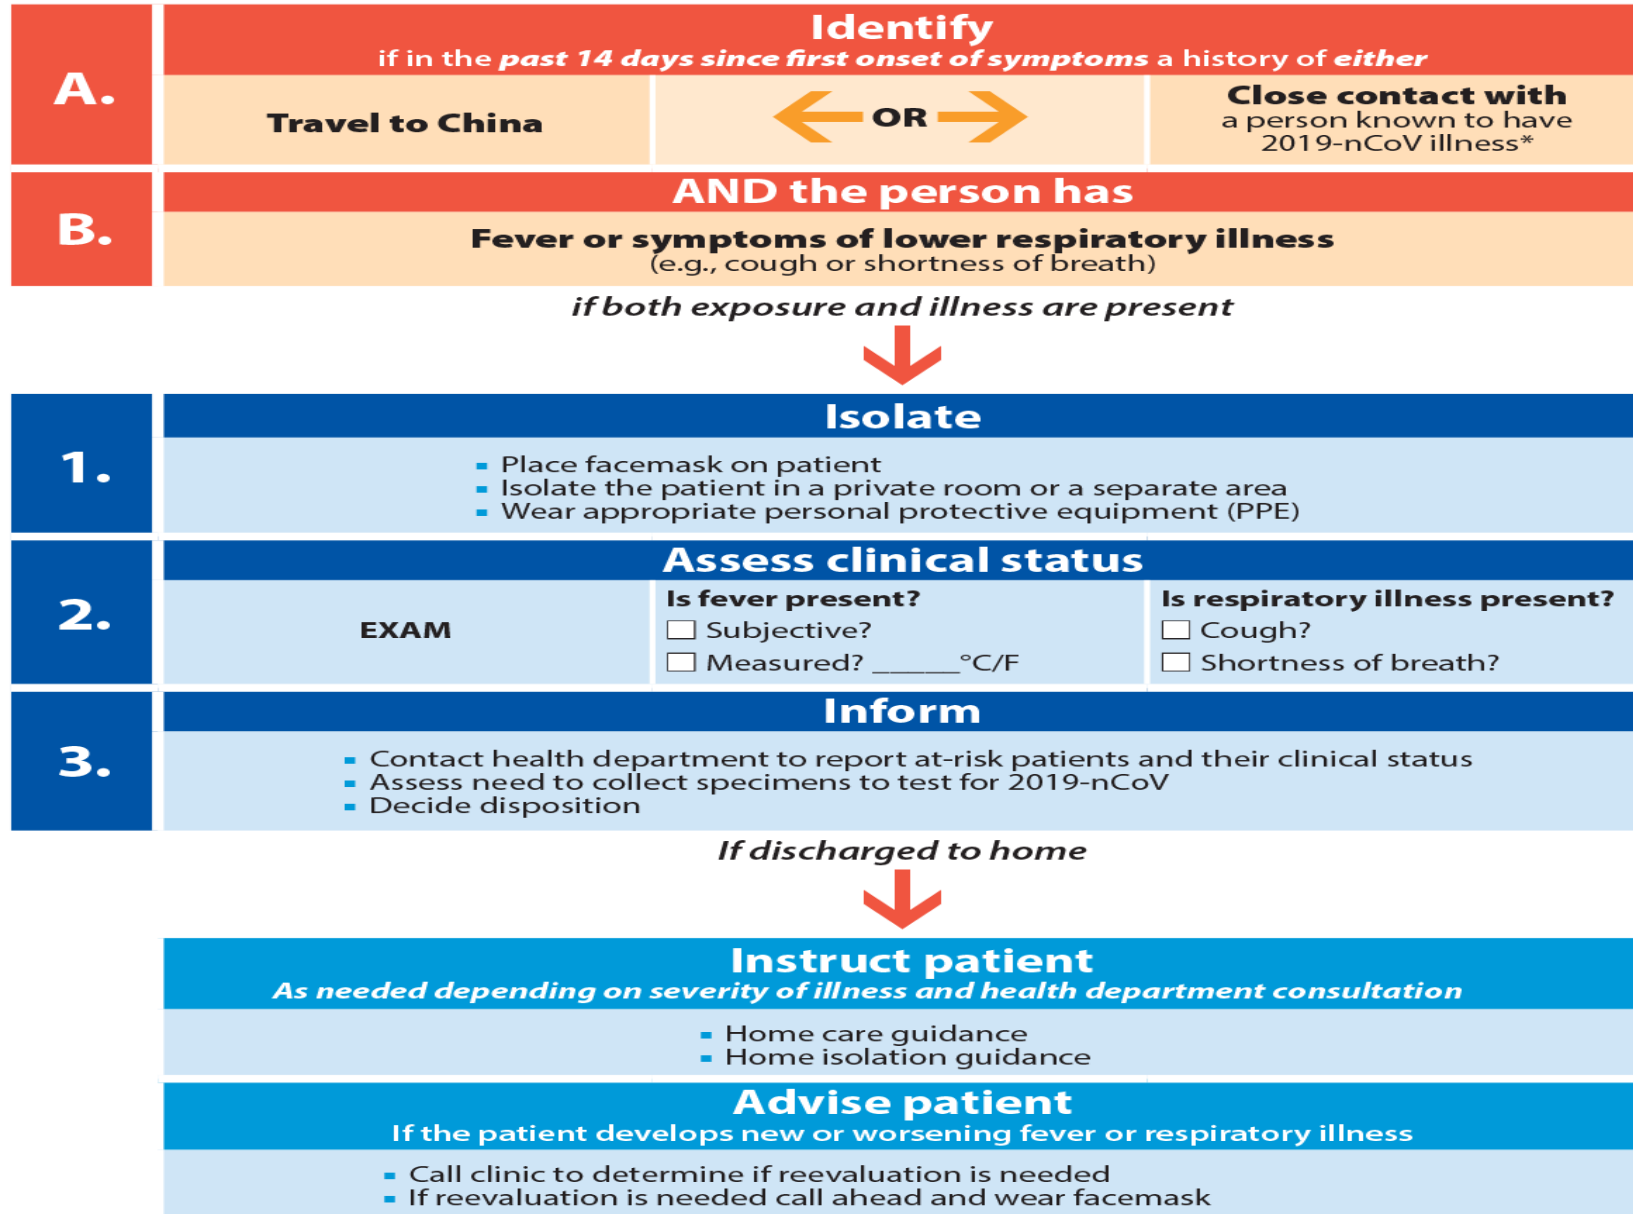 A.
Identify
if in the past 14 days since first onset of symptoms a history of either
Travel to China
OR
Close contact with
a person known to have
2019-nCoV illness*
B.
AND the person has
Fever or symptoms of lower respiratory illness
(e.g., cough or shortness of breath)
if both exposure and illness are present
1.
Isolate
Place facemask on patient
Isolate the patient in a private room or a separate area
Wear appropriate personal protective equipment (PPE)
2.
Assess clinical status
EXAM
Is fever present?
Subjective?
Measured? ______°C/F
Is respiratory illness present?
Cough?
Shortness of breath?
3.
Inform
Contact health department to report at-risk patients and their clinical status
Assess need to collect specimens to test for 2019-nCoV
Decide disposition
If discharged to home
Instruct patient
As needed depending on severity of illness and health department consultation
Home care guidance
Home isolation guidance
Advise patient
If the patient develops new or worsening fever or respiratory illness
Call clinic to determine if reevaluation is needed
If reevaluation is needed call ahead and wear facemask